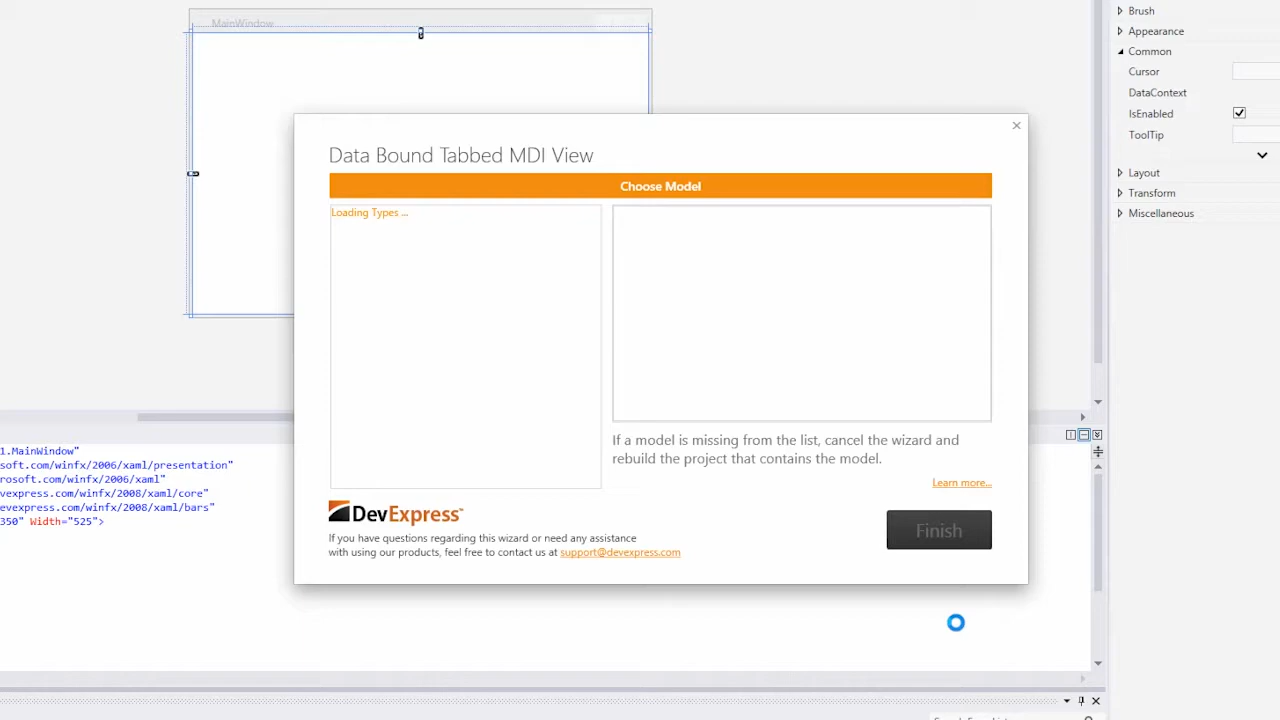 MainWindow
Brush
Appearance
Common
Cursor
DataContext
IsEnabled
ToolTip
Layout
Transform
Miscellaneous
Data Bound Tabbed MDI View
Choose Model
Loading Types ...
If a model is missing from the list, cancel the wizard and
rebuild the project that contains the model.
Learn more...
DevExpress™
If you have questions regarding this wizard or need any assistance
with using our products, feel free to contact us at support@devexpress.com
Finish
1.MainWindow"
soft.com/winfx/2006/xaml/presentation"
rosoft.com/winfx/2006/xaml"
vexpress.com/winfx/2008/xaml/core"
evexpress.com/winfx/2008/xaml/bars"
350" Width="525">